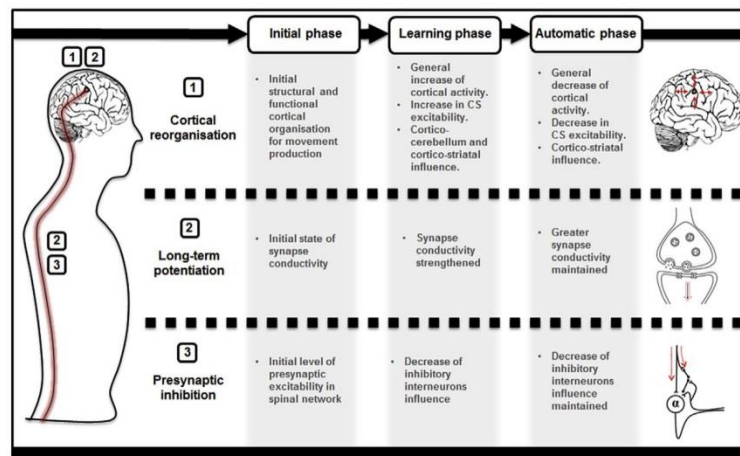 Initial phase
Learning phase
Automatic phase
1 2
1
Cortical
reorganisation
• Initial
structural and
functional
cortical
organisation
for movement
production
• General
increase of
cortical activity.
• Increase in CS
excitability.
• Cortico-
cerebellum and
cortico-striatal
influence.
• General
decrease of
cortical
activity.
• Decrease in
CS excitability.
• Cortico-striatal
influence.
2
3
2
Long-term
potentiation
• Initial state of
synapse
conductivity
• Synapse
conductivity
strengthened
• Greater
synapse
conductivity
maintained
3
Presynaptic
inhibition
• Initial level of
presynaptic
excitability in
spinal network
• Decrease of
inhibitory
interneurons
influence
• Decrease of
inhibitory
interneurons
influence
maintained
α